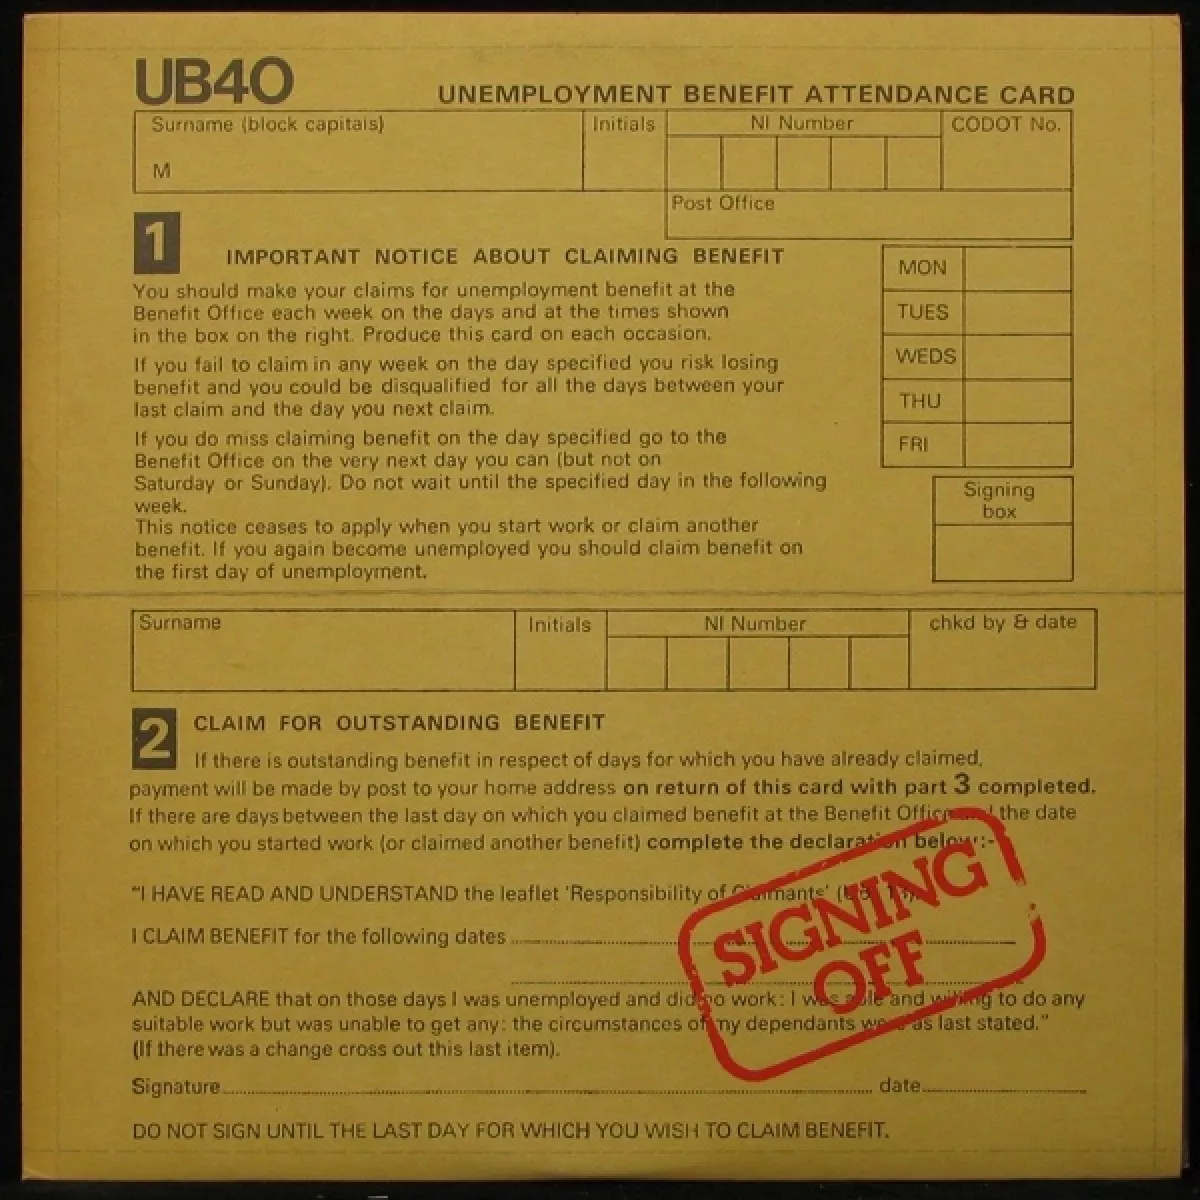 UB40
UNEMPLOYMENT BENEFIT ATTENDANCE CARD
Surname (block capitals)
Initials
NI Number
CODOT No.
M
Post Office
1
IMPORTANT NOTICE ABOUT CLAIMING BENEFIT
You should make your claims for unemployment benefit at the
Benefit Office each week on the days and at the times shown
in the box on the right. Produce this card on each occasion.
If you fail to claim in any week on the day specified you risk losing
benefit and you could be disqualified for all the days between your
last claim and the day you next claim.
If you do miss claiming benefit on the day specified go to the
Benefit Office on the very next day you can (but not on
Saturday or Sunday). Do not wait until the specified day in the following
week.
This notice ceases to apply when you start work or claim another
benefit. If you again become unemployed you should claim benefit on
the first day of unemployment.
MON
TUES
WEDS
THU
FRI
Signing
box
Surname
Initials
NI Number
chkd by & date
2
CLAIM FOR OUTSTANDING BENEFIT
If there is outstanding benefit in respect of days for which you have already claimed,
payment will be made by post to your home address on return of this card with part 3 completed.
If there are days between the last day on which you claimed benefit at the Benefit Office and the date
on which you started work (or claimed another benefit) complete the declaration below:-
"I HAVE READ AND UNDERSTAND the leaflet 'Responsibility of Claimants'
I CLAIM BENEFIT for the following dates
AND DECLARE that on those days I was unemployed and did no work: I was able and willing to do any
suitable work but was unable to get any: the circumstances of my dependants were as last stated."
(If there was a change cross out this last item).
Signature date
DO NOT SIGN UNTIL THE LAST DAY FOR WHICH YOU WISH TO CLAIM BENEFIT.
SIGNING
OFF